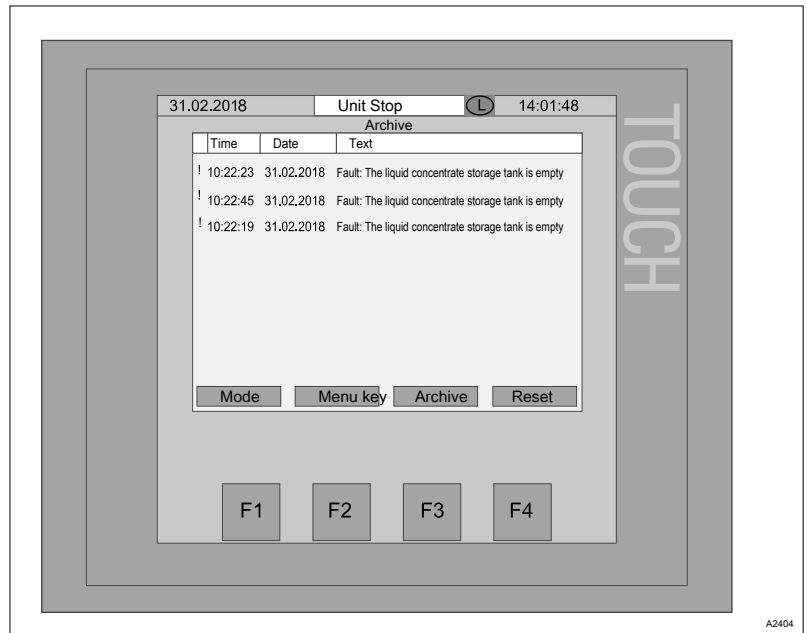 31.02.2018 Unit Stop L 14:01:48
Archive
Time Date Text
! 10:22:23 31.02.2018 Fault: The liquid concentrate storage tank is empty
! 10:22:45 31.02.2018 Fault: The liquid concentrate storage tank is empty
! 10:22:19 31.02.2018 Fault: The liquid concentrate storage tank is empty
Mode Menu key Archive Reset
F1 F2 F3 F4
TOUCH
A2404